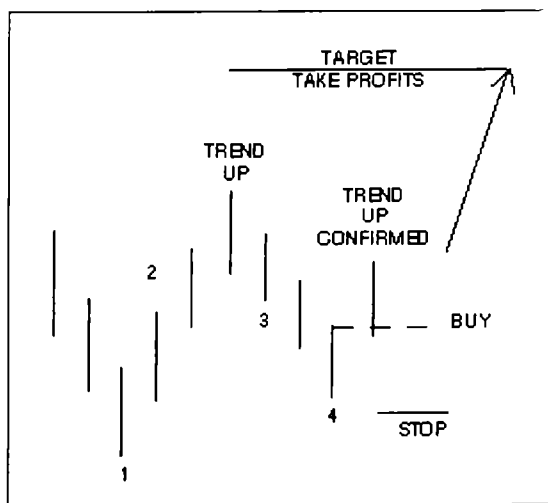 TARGET
TAKE PROFITS
TREND
UP
TREND
UP
CONFIRMED
2
3
BUY
4
STOP
1